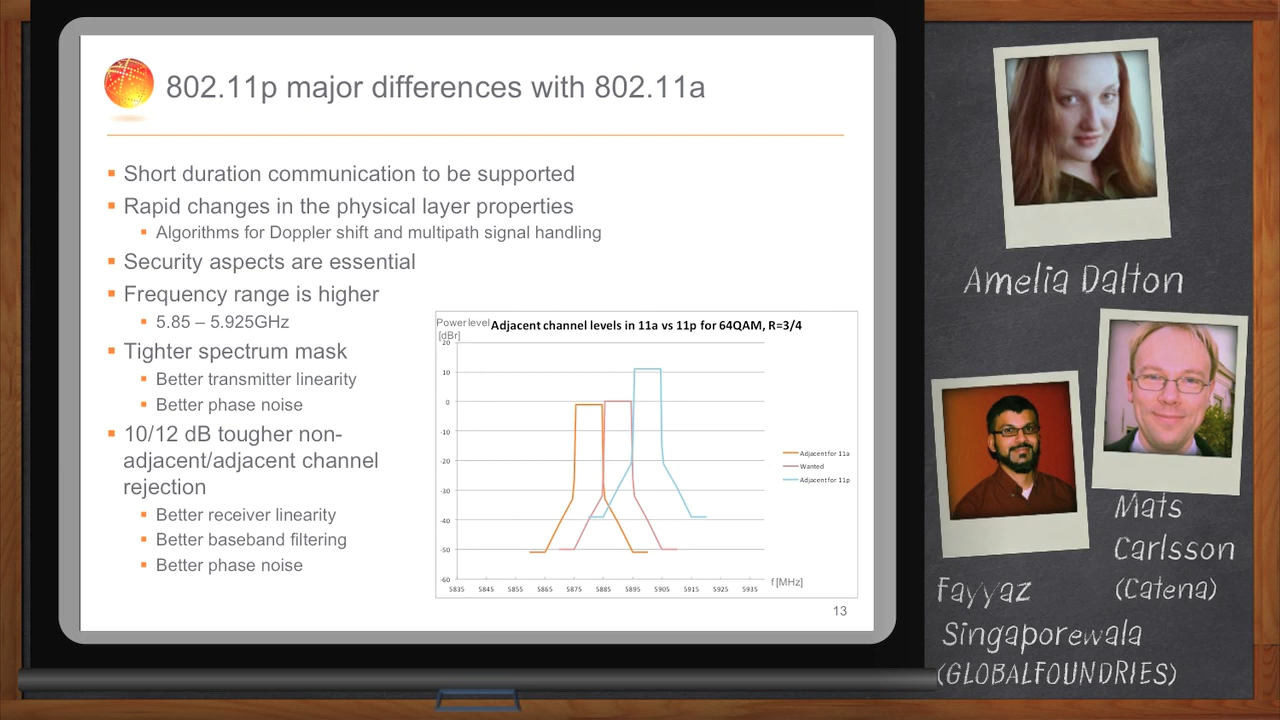 802.11p major differences with 802.11a
Short duration communication to be supported
Rapid changes in the physical layer properties
Algorithms for Doppler shift and multipath signal handling
Security aspects are essential
Frequency range is higher
5.85 – 5.925GHz
Tighter spectrum mask
Better transmitter linearity
Better phase noise
10/12 dB tougher non-
adjacent/adjacent channel
rejection
Better receiver linearity
Better baseband filtering
Better phase noise
Power level
[dBr]
Adjacent channel levels in 11a vs 11p for 64QAM, R=3/4
20
10
0
-10
-20
-30
-40
-50
-60
5835 5845 5855 5865 5875 5885 5895 5905 5915 5925 5935
f [MHz]
Adjacent for 11a
Wanted
Adjacent for 11p
13
Amelia Dalton
Mats
Carlsson
(Catena)
Fayyaz
Singaporewala
(GLOBALFOUNDRIES)